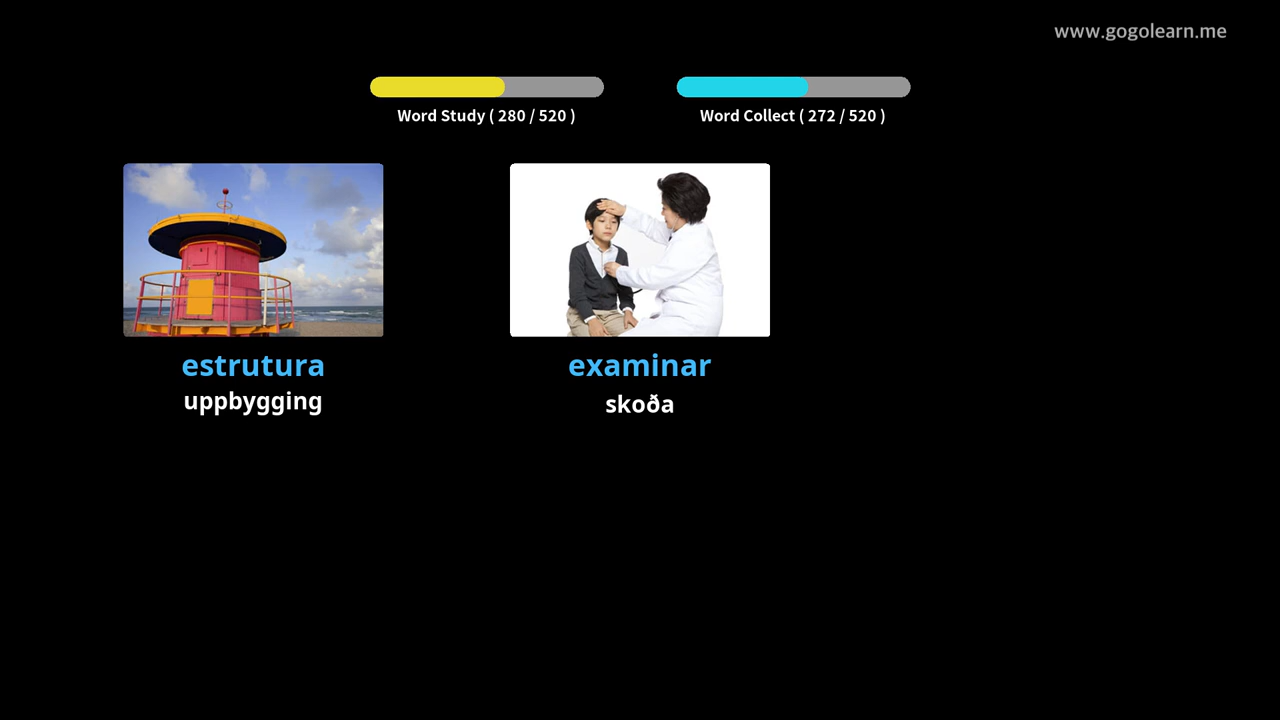 www.gogolearn.me
Word Study ( 280 / 520 )
Word Collect ( 272 / 520 )
estrutura
uppbygging
examinar
skoða